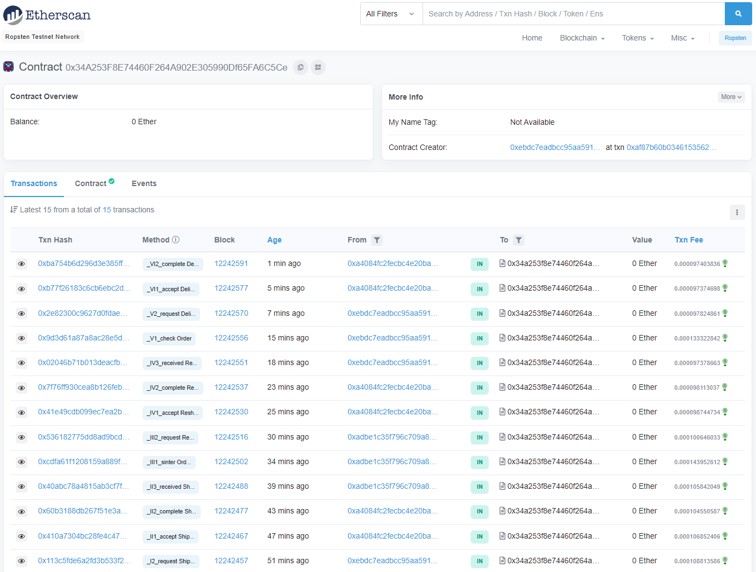 Etherscan
All Filters
Search by Address / Txn Hash / Block / Token / Ens
Ropsten Testnet Network
Home Blockchain Tokens Misc Ropsten
Contract 0x34A253F8E74460F264A902E305990Df65FA6C5Ce
Contract Overview
Balance: 0 Ether
More Info
More
My Name Tag: Not Available
Contract Creator: 0xebdc7eadbcc95aa591... at txn 0xaf87b60b0346153562...
Transactions Contract Events
Latest 15 from a total of 15 transactions
Txn Hash Method Block Age From To Value Txn Fee
0xba754b6d296d3e385ff... _VI2_complete De... 12242591 1 min ago 0xa4084fc2fecbc4e20ba... IN 0x34a253f8e74460f264a... 0 Ether 0.000097403836
0xb77f26183c6cb6ebc2d... _VI1_accept Deli... 12242577 5 mins ago 0xa4084fc2fecbc4e20ba... IN 0x34a253f8e74460f264a... 0 Ether 0.000097374698
0x2e82300c9627d0fdae... _V2_request Deli... 12242570 7 mins ago 0xebdc7eadbcc95aa591... IN 0x34a253f8e74460f264a... 0 Ether 0.000097824861
0x9d3d61a87a8ac28e5d... _V1_check Order 12242556 15 mins ago 0xebdc7eadbcc95aa591... IN 0x34a253f8e74460f264a... 0 Ether 0.000133322842
0x02046b71b013deacfb... _IV3_received Re... 12242551 18 mins ago 0xebdc7eadbcc95aa591... IN 0x34a253f8e74460f264a... 0 Ether 0.000097378663
0x7f76ff930cea8b126feb... _IV2_complete Re... 12242537 23 mins ago 0xa4084fc2fecbc4e20ba... IN 0x34a253f8e74460f264a... 0 Ether 0.000098113037
0x41e49cdb099ec7ea2b... _IV1_accept Resh... 12242530 25 mins ago 0xa4084fc2fecbc4e20ba... IN 0x34a253f8e74460f264a... 0 Ether 0.000098744734
0x536182775dd8ad9bcd... _III2_request Re... 12242516 30 mins ago 0xadbe1c35f796c709a8... IN 0x34a253f8e74460f264a... 0 Ether 0.000100646033
0xcdfa61f1208159a889f... _III1_sinter Ord... 12242502 34 mins ago 0xadbe1c35f796c709a8... IN 0x34a253f8e74460f264a... 0 Ether 0.000143952612
0x40abc78a4815ab3cf7f... _II3_received Sh... 12242488 39 mins ago 0xadbe1c35f796c709a8... IN 0x34a253f8e74460f264a... 0 Ether 0.000105842049
0x60b3188db267f51e3a... _II2_complete Sh... 12242477 43 mins ago 0xa4084fc2fecbc4e20ba... IN 0x34a253f8e74460f264a... 0 Ether 0.000104550587
0x410a7304bc28fe4c47... _II1_accept Ship... 12242467 47 mins ago 0xa4084fc2fecbc4e20ba... IN 0x34a253f8e74460f264a... 0 Ether 0.000106852466
0x113c5fde6a2fd3b533f2... _I2_request Ship... 12242457 51 mins ago 0xebdc7eadbcc95aa591... IN 0x34a253f8e74460f264a... 0 Ether 0.000108813586